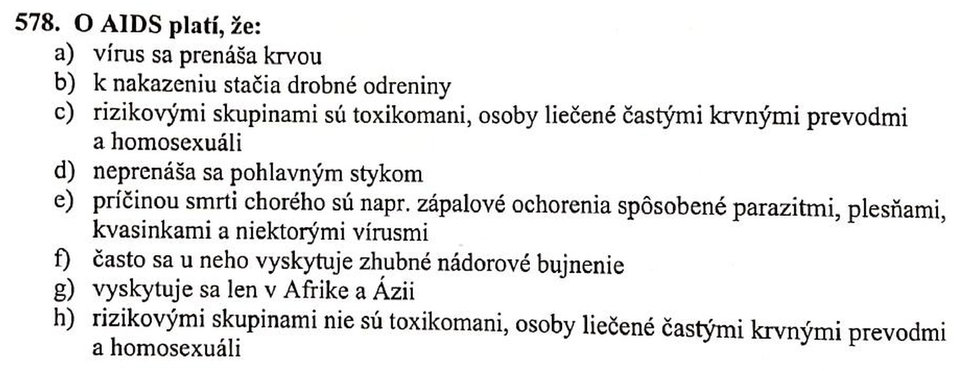 578. O AIDS platí, že:
a) vírus sa prenáša krvou
b) k nakazeniu stačia drobné odreniny
c) rizikovými skupinami sú toxikomani, osoby liečené častými krvnými prevodmi
a homosexuáli
d) neprenáša sa pohlavným stykom
e) príčinou smrti chorého sú napr. zápalové ochorenia spôsobené parazitmi, plesňami,
kvasinkami a niektorými vírusmi
f) často sa u neho vyskytuje zhubné nádorové bujnenie
g) vyskytuje sa len v Afrike a Ázii
h) rizikovými skupinami nie sú toxikomani, osoby liečené častými krvnými prevodmi
a homosexuáli